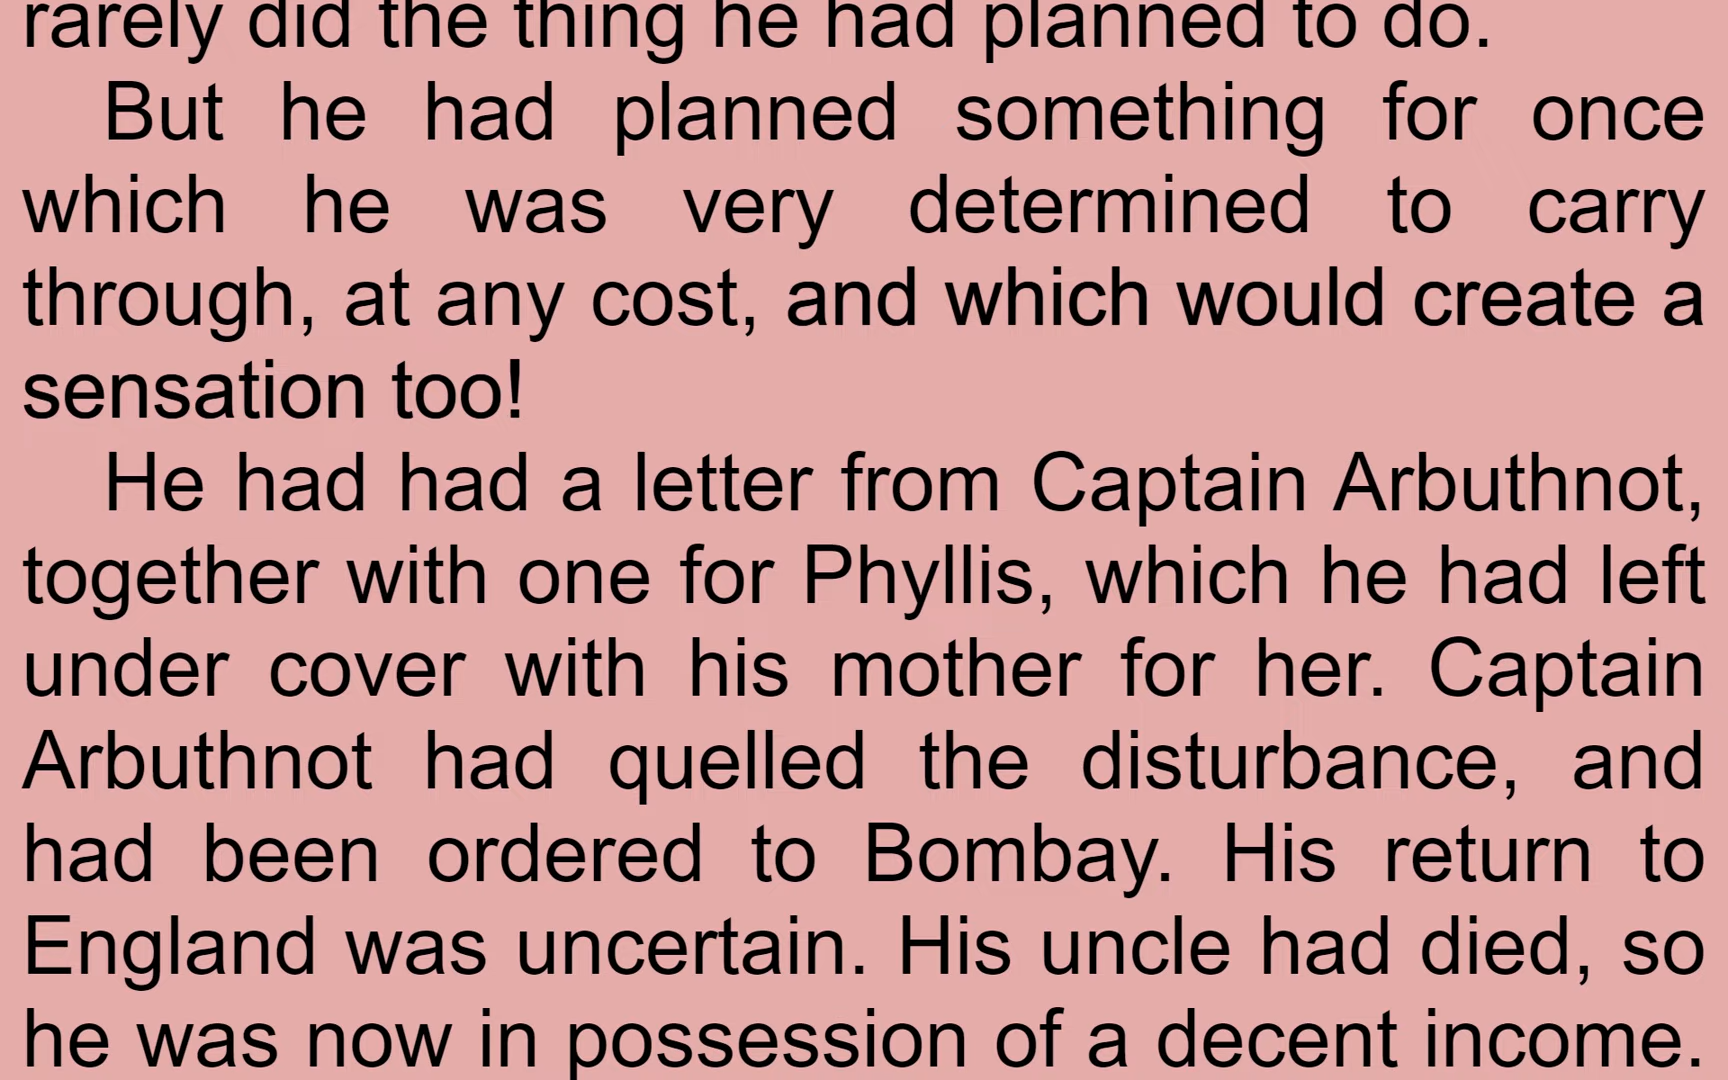 rarely did the thing he had planned to do.
But he had planned something for once
which he was very determined to carry
through, at any cost, and which would create a
sensation too!
He had had a letter from Captain Arbuthnot,
together with one for Phyllis, which he had left
under cover with his mother for her. Captain
Arbuthnot had quelled the disturbance, and
had been ordered to Bombay. His return to
England was uncertain. His uncle had died, so
he was now in possession of a decent income.